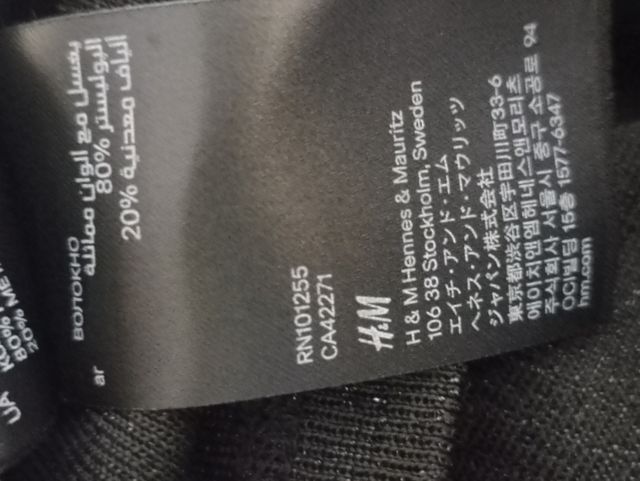 20% ME
ВОЛОКНО
ar
يغسل مع الوان مماثلة
80% البوليستر
20% الياف معدنية
RN101255
CA42271
H&M
H & M Hennes & Mauritz
106 38 Stockholm, Sweden
エイチ・アンド・エム
ヘネス・アンド・マウリッツ
ジャパン株式会社
東京都渋谷区宇田川町33-6
에이치앤엠헤네스앤모리츠
주식회사 서울시 중구 소공로 94
OCI빌딩 15층 1577-6347
hm.com